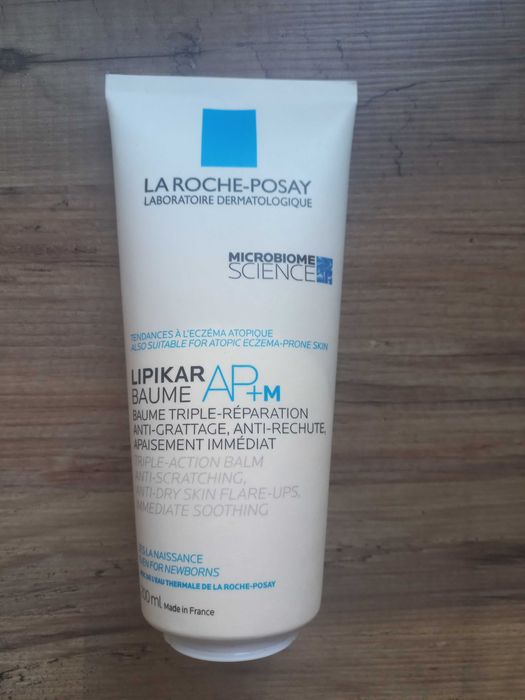 LA ROCHE-POSAY
LABORATOIRE DERMATOLOGIQUE
MICROBIOME
SCIENCE
TENDANCES À L'ECZÉMA ATOPIQUE
ALSO SUITABLE FOR ATOPIC ECZEMA-PRONE SKIN
LIPIKAR
BAUME AP+M
BAUME TRIPLE-RÉPARATION
ANTI-GRATTAGE, ANTI-RECHUTE,
APAISEMENT IMMÉDIAT
TRIPLE-ACTION BALM
ANTI-SCRATCHING,
ANTI-DRY SKIN FLARE-UPS,
IMMEDIATE SOOTHING
LA NAISSANCE
FOR NEWBORNS
L'EAU THERMALE DE LA ROCHE-POSAY
ml Made in France